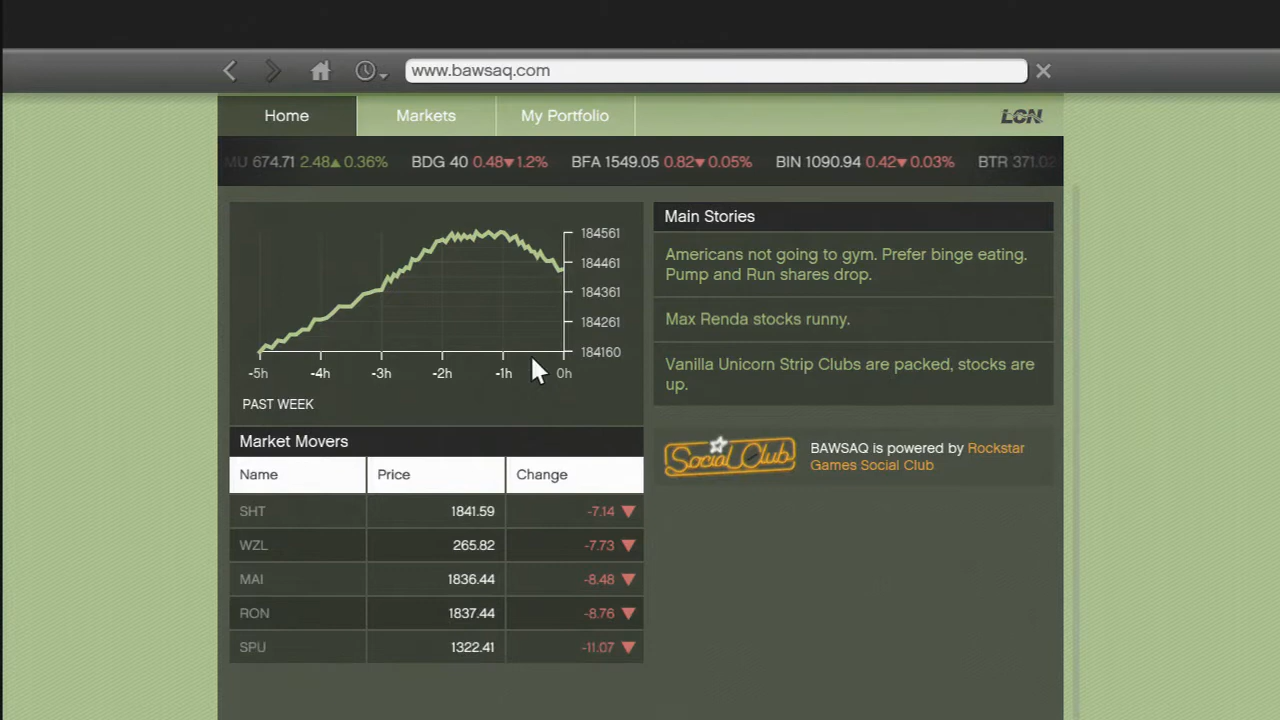 www.bawsaq.com
Home Markets My Portfolio LCN
MU 674.71 2.48▲0.36% BDG 40 0.48▼1.2% BFA 1549.05 0.82▼0.05% BIN 1090.94 0.42▼0.03% BTR 371.02
184561
184461
184361
184261
184160
-5h -4h -3h -2h -1h 0h
PAST WEEK
Market Movers
Name Price Change
SHT 1841.59 -7.14 ▼
WZL 265.82 -7.73 ▼
MAI 1836.44 -8.48 ▼
RON 1837.44 -8.76 ▼
SPU 1322.41 -11.07 ▼
Main Stories
Americans not going to gym. Prefer binge eating.
Pump and Run shares drop.
Max Renda stocks runny.
Vanilla Unicorn Strip Clubs are packed, stocks are
up.
Social Club
BAWSAQ is powered by Rockstar
Games Social Club